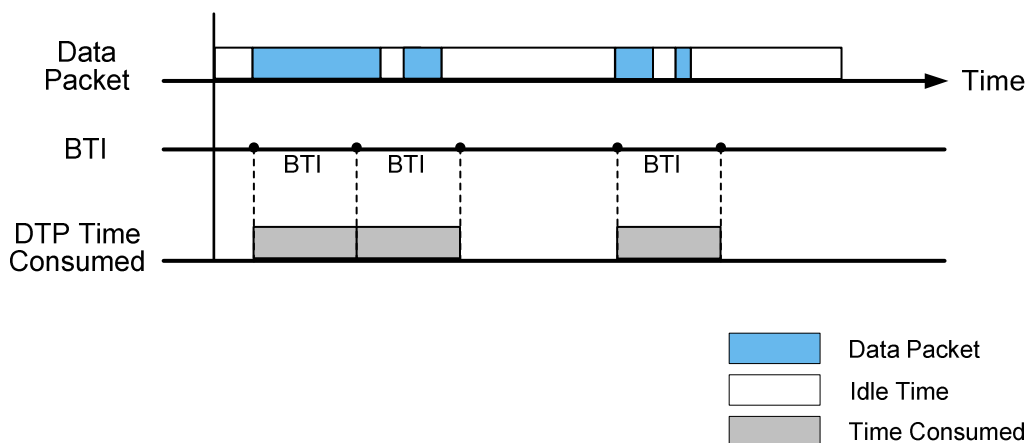 Data
Packet
Time
BTI
BTI
BTI
BTI
DTP Time
Consumed
Data Packet
Idle Time
Time Consumed